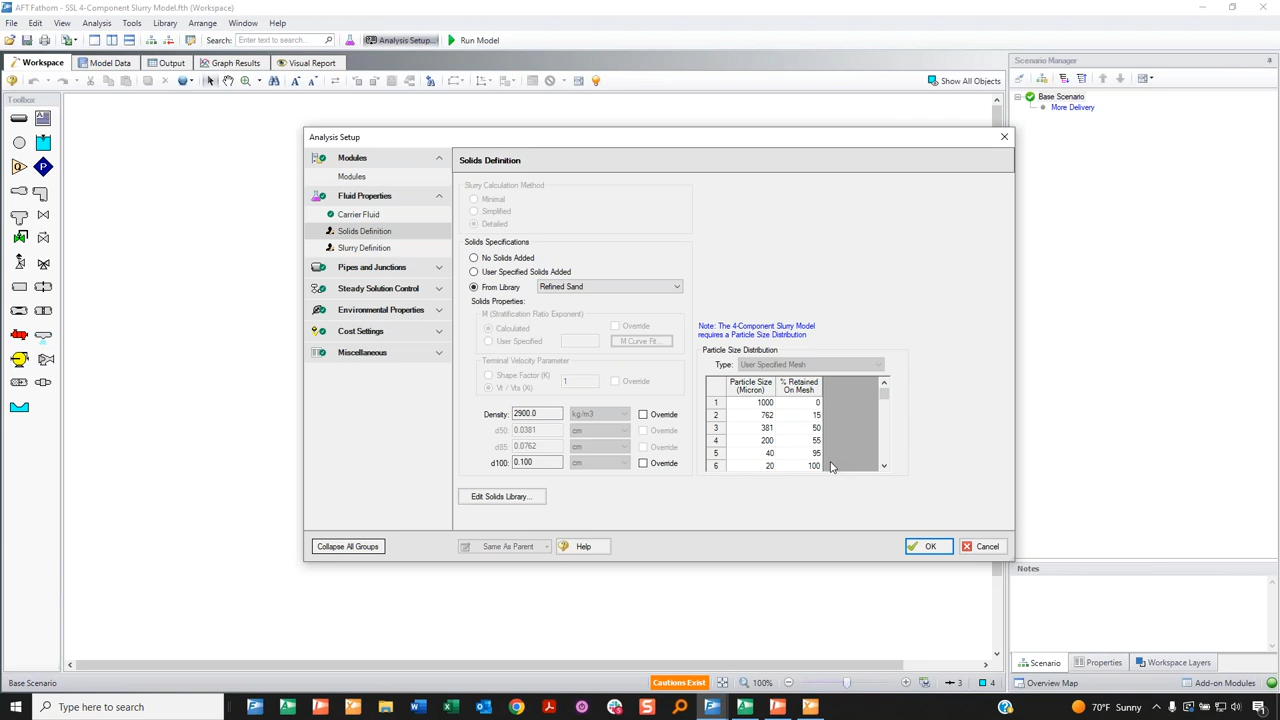 AFT Fathom - SSL 4-Component Slurry Model.fth (Workspace)
File Edit View Analysis Tools Library Arrange Window Help
Search: Enter text to search... Analysis Setup... Run Model
Workspace Model Data Output Graph Results Visual Report
Show All Objects
Scenario Manager
Toolbox
Base Scenario
More Delivery
Analysis Setup
Modules
Modules
Fluid Properties
Carrier Fluid
Solids Definition
Slurry Definition
Pipes and Junctions
Steady Solution Control
Environmental Properties
Cost Settings
Miscellaneous
Solids Definition
Slurry Calculation Method
Minimal
Simplified
Detailed
Solids Specifications
No Solids Added
User Specified Solids Added
From Library Refined Sand
Solids Properties:
M (Stratification Ratio Exponent)
Calculated Override
User Specified M Curve Fit...
Terminal Velocity Parameter
Shape Factor (K) 1 Override
Vt / Vts (Xi)
Density: 2900.0 kg/m3 Override
d50: 0.0381 cm Override
d85: 0.0762 cm Override
d100: 0.100 cm Override
Edit Solids Library...
Note: The 4-Component Slurry Model
requires a Particle Size Distribution
Particle Size Distribution
Type: User Specified Mesh
Particle Size % Retained
(Micron) On Mesh
1 1000 0
2 762 15
3 381 50
4 200 55
5 40 95
6 20 100
Collapse All Groups Same As Parent Help OK Cancel
Notes
Scenario Properties Workspace Layers
Base Scenario Cautions Exist 100% 3 4 Overview Map Add-on Modules
Type here to search 70°F Sunny